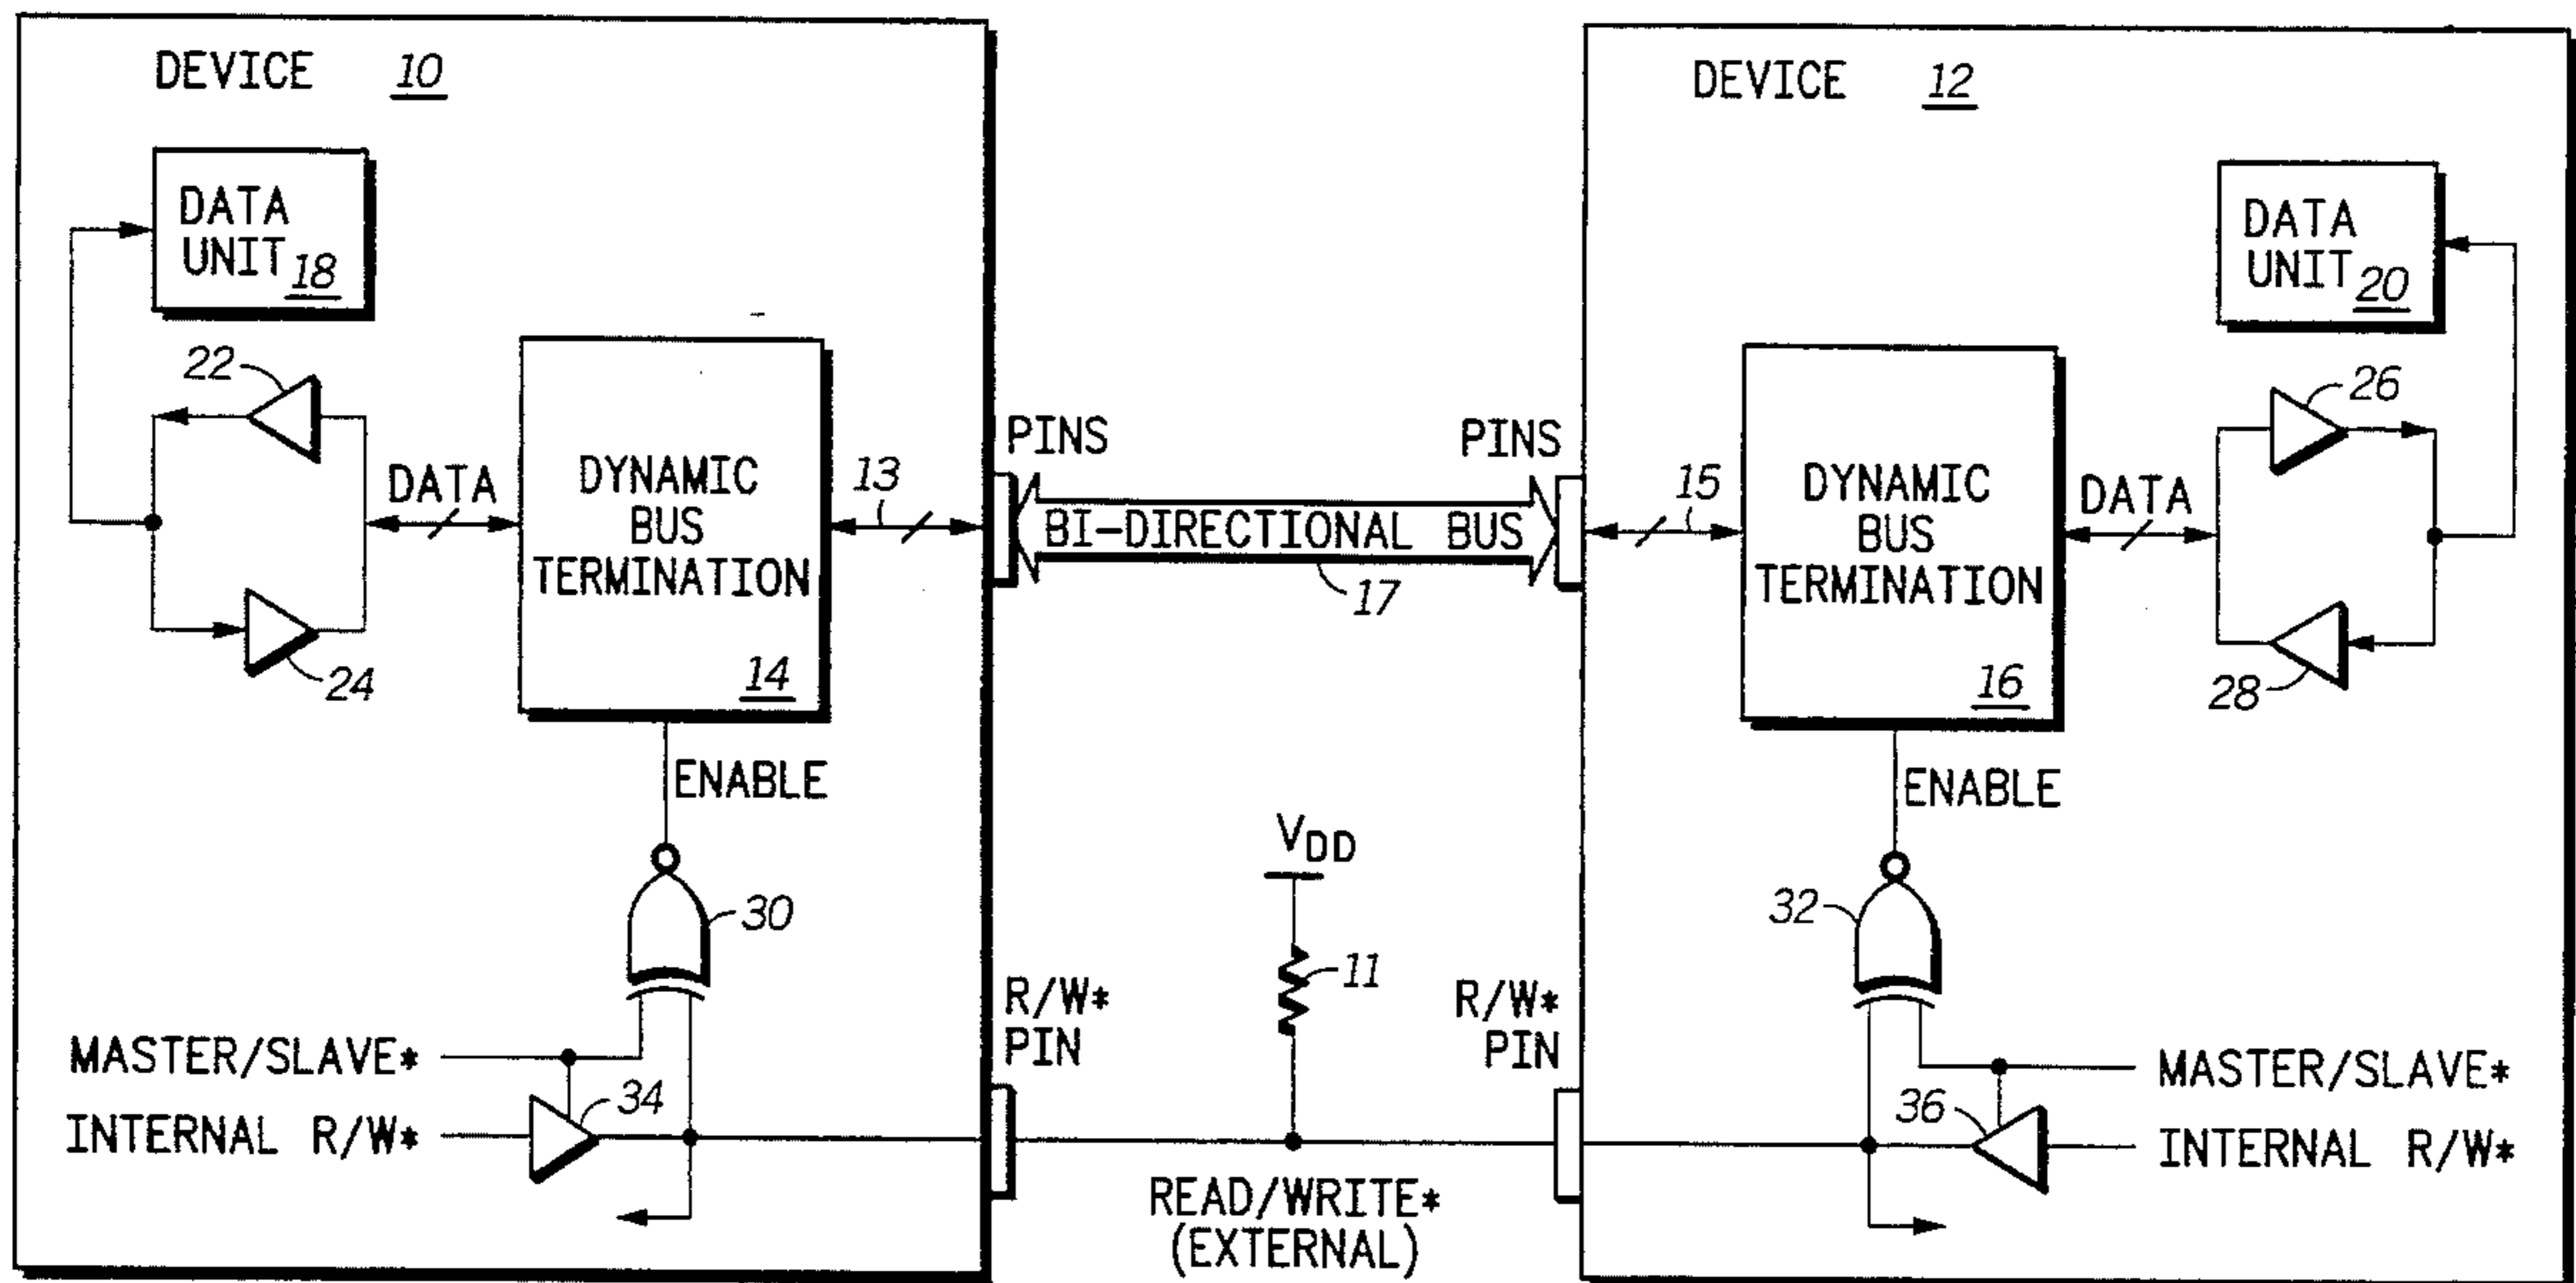 DEVICE 10
DATA
UNIT 18
22
24
DATA
DYNAMIC
BUS
TERMINATION
14
13
ENABLE
30
MASTER/SLAVE*
INTERNAL R/W*
34
PINS
PINS
BI-DIRECTIONAL BUS
17
VDD
11
R/W*
PIN
R/W*
PIN
READ/WRITE*
(EXTERNAL)
DEVICE 12
DATA
UNIT 20
15
DYNAMIC
BUS
TERMINATION
16
DATA
26
28
ENABLE
32
MASTER/SLAVE*
36
INTERNAL R/W*